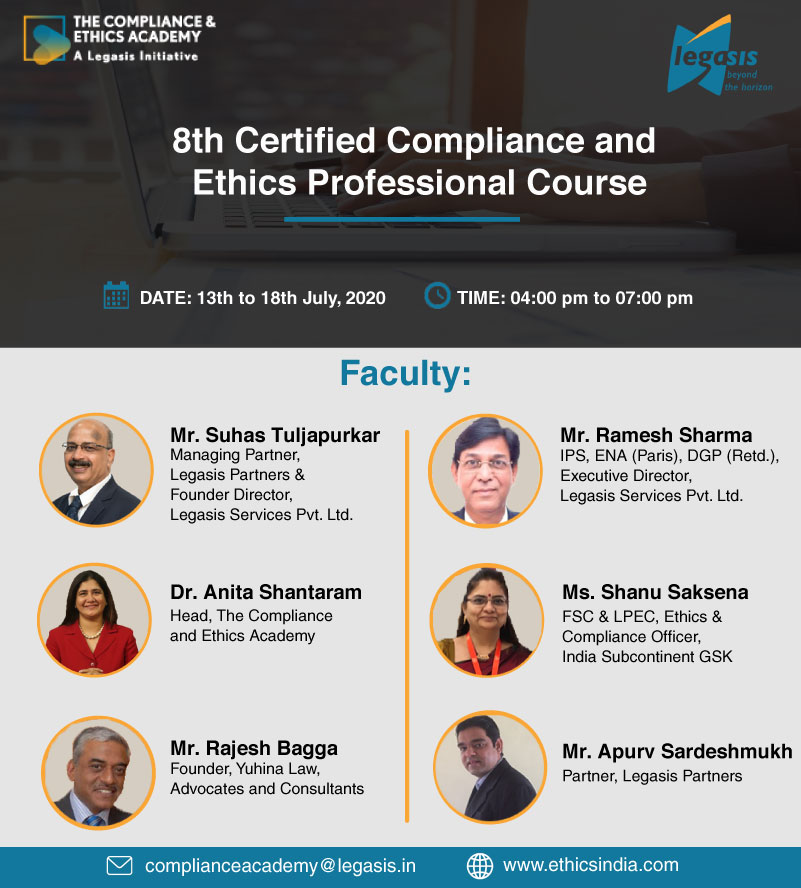 THE COMPLIANCE &
ETHICS ACADEMY
A Legasis Initiative
legasis
beyond
the horizon
8th Certified Compliance and
Ethics Professional Course
DATE: 13th to 18th July, 2020
TIME: 04:00 pm to 07:00 pm
Faculty:
Mr. Suhas Tuljapurkar
Managing Partner,
Legasis Partners &
Founder Director,
Legasis Services Pvt. Ltd.
Mr. Ramesh Sharma
IPS, ENA (Paris), DGP (Retd.),
Executive Director,
Legasis Services Pvt. Ltd.
Dr. Anita Shantaram
Head, The Compliance
and Ethics Academy
Ms. Shanu Saksena
FSC & LPEC, Ethics &
Compliance Officer,
India Subcontinent GSK
Mr. Rajesh Bagga
Founder, Yuhina Law,
Advocates and Consultants
Mr. Apurv Sardeshmukh
Partner, Legasis Partners
complianceacademy@legasis.in
www.ethicsindia.com